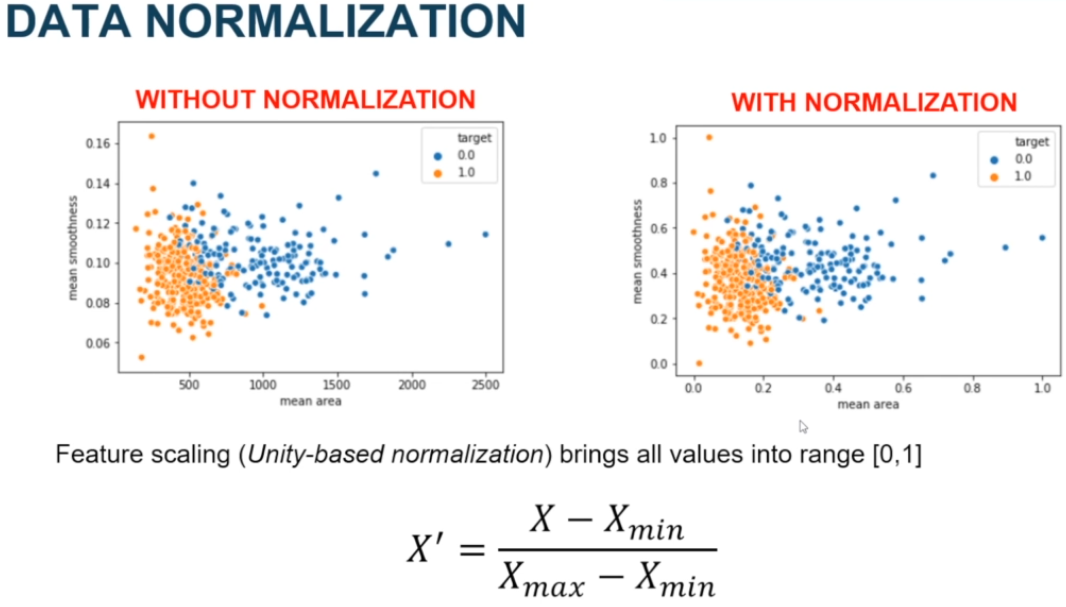 DATA NORMALIZATION
WITHOUT NORMALIZATION
target
0.0
1.0
0.16
0.14
0.12
0.10
0.08
0.06
mean smoothness
500 1000 1500 2000 2500
mean area
WITH NORMALIZATION
target
0.0
1.0
1.0
0.8
0.6
0.4
0.2
0.0
mean smoothness
0.0 0.2 0.4 0.6 0.8 1.0
mean area
Feature scaling (Unity-based normalization) brings all values into range [0,1]
X′ = (X − Xmin) / (Xmax − Xmin)